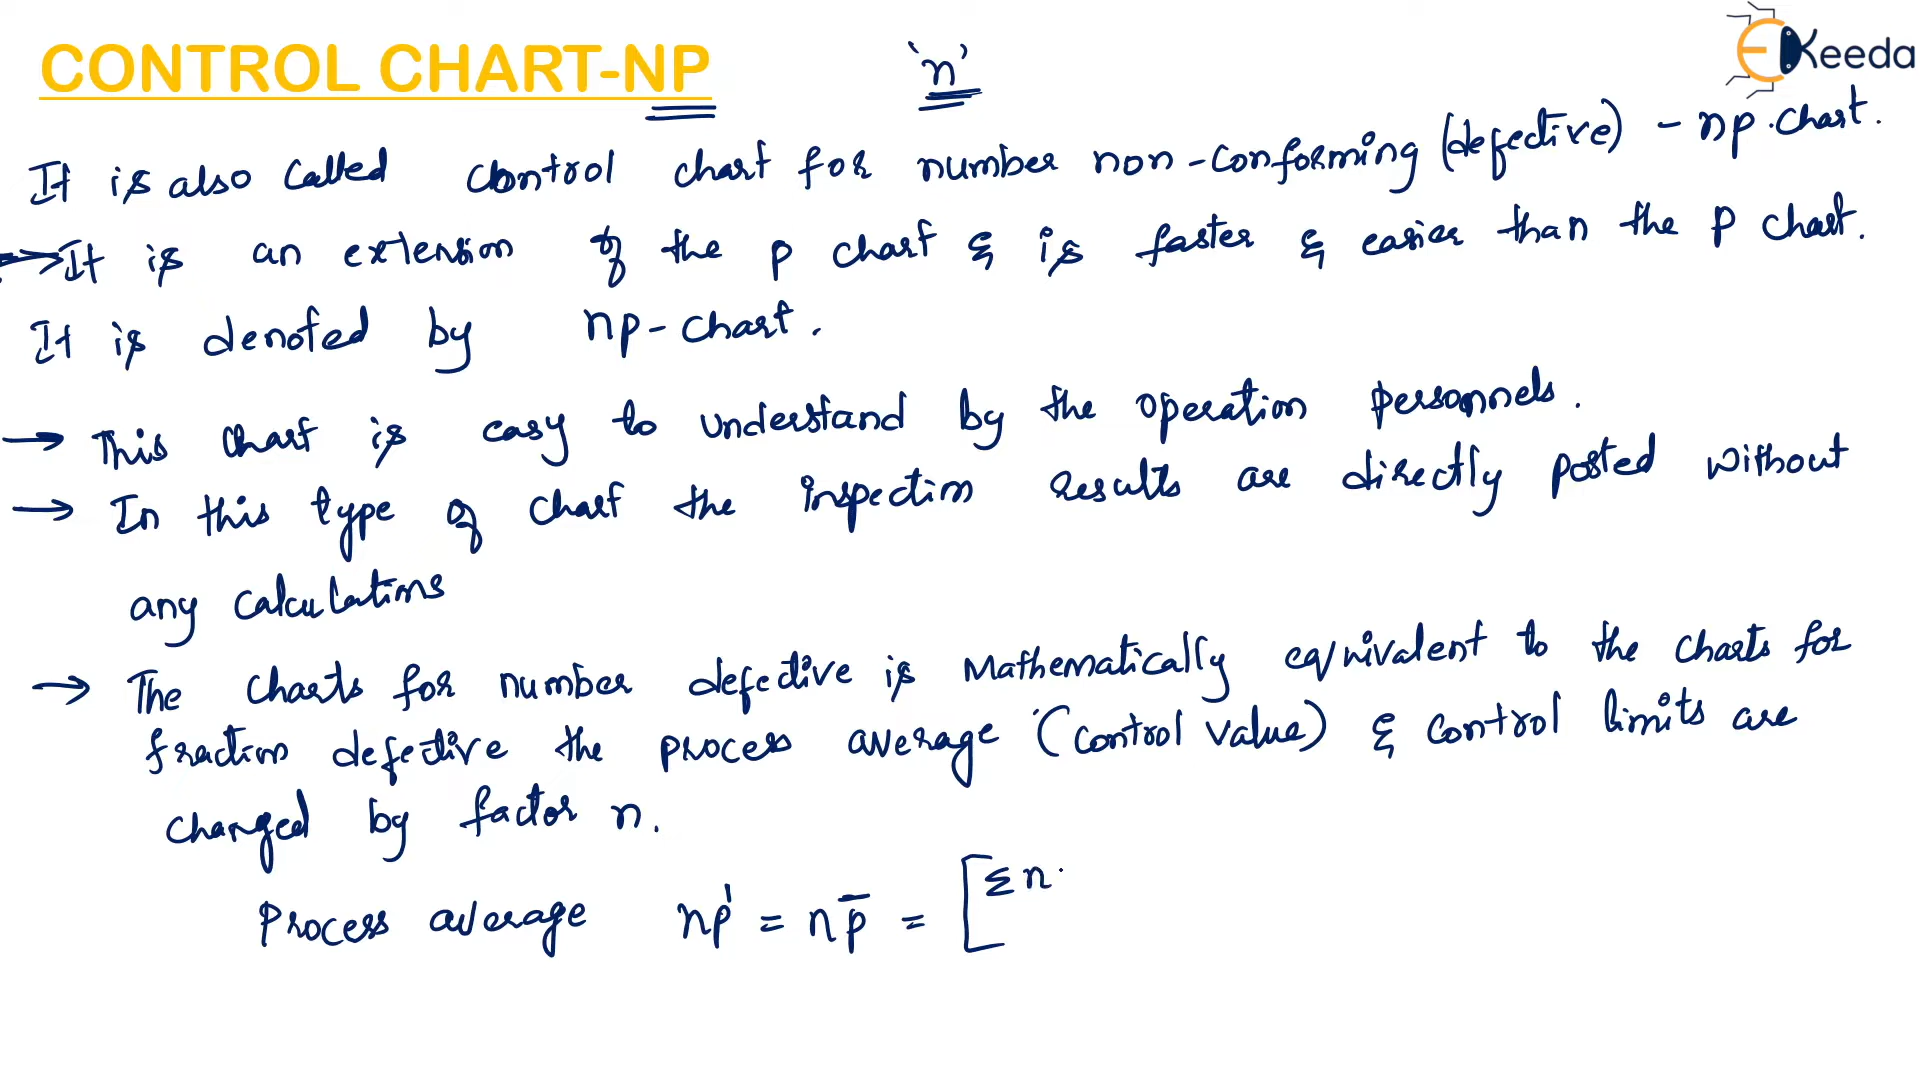 CONTROL CHART-NP
'n'
EKeeda
It is also called control chart for number non-conforming (defective) - np.chart.
→ It is an extension of the p chart & is faster & easier than the p chart.
It is denoted by np-chart.
→ This chart is easy to understand by the operation personnels.
→ In this type of chart the inspection results are directly posted without
any calculations
→ The charts for number defective is Mathematically equivalent to the charts for
fraction defective the process average (control value) & control limits are
changed by factor n.
Process average np' = np̄ = [Σn.